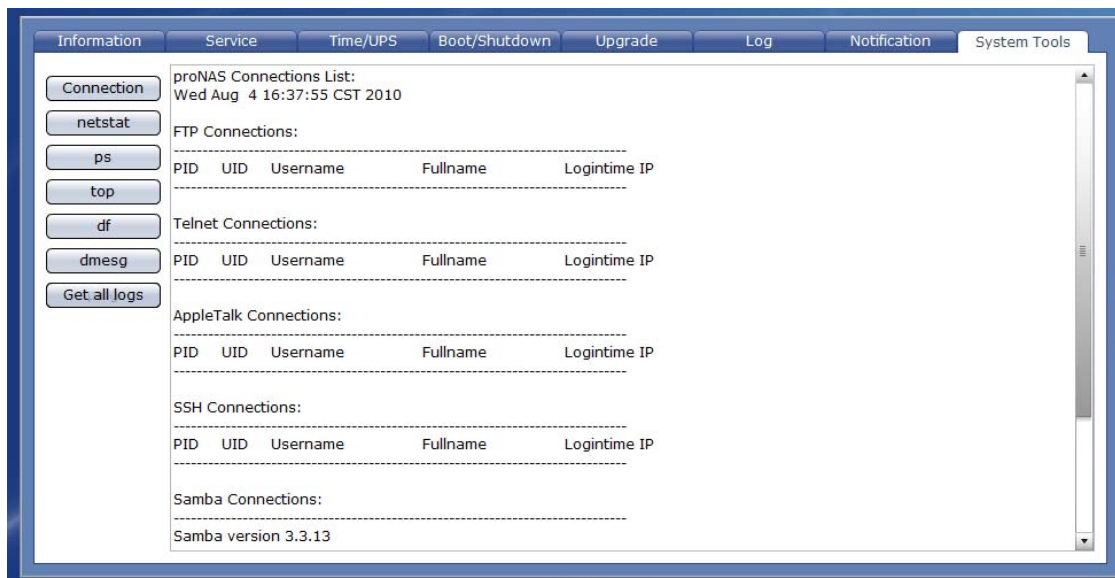 Information Service Time/UPS Boot/Shutdown Upgrade Log Notification System Tools
Connection
netstat
ps
top
df
dmesg
Get all logs
proNAS Connections List:
Wed Aug  4 16:37:55 CST 2010
FTP Connections:
--------------------------------------------------------------------------------
PID UID Username Fullname Logintime IP
--------------------------------------------------------------------------------
Telnet Connections:
--------------------------------------------------------------------------------
PID UID Username Fullname Logintime IP
--------------------------------------------------------------------------------
AppleTalk Connections:
--------------------------------------------------------------------------------
PID UID Username Fullname Logintime IP
--------------------------------------------------------------------------------
SSH Connections:
--------------------------------------------------------------------------------
PID UID Username Fullname Logintime IP
--------------------------------------------------------------------------------
Samba Connections:
--------------------------------------------------------------------------------
Samba version 3.3.13